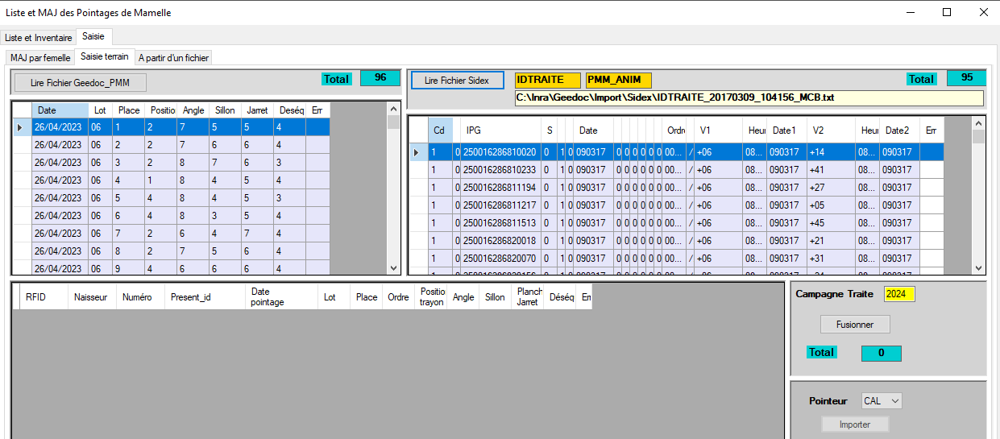 Liste et MAJ des Pointages de Mamelle
Liste et Inventaire Saisie
MAJ par femelle Saisie terrain A partir d'un fichier
Lire Fichier Geedoc_PMM Total 96
Date Lot Place Positio Angle Sillon Jarret Deséq Err
26/04/2023 06 1 2 7 5 5 4
26/04/2023 06 2 2 7 6 6 4
26/04/2023 06 3 2 8 7 6 3
26/04/2023 06 4 1 8 4 5 4
26/04/2023 06 5 4 8 4 5 3
26/04/2023 06 6 4 8 3 5 4
26/04/2023 06 7 2 6 4 7 4
26/04/2023 06 8 2 7 5 6 4
26/04/2023 06 9 4 6 6 6 4
Lire Fichier Sidex IDTRAITE PMM_ANIM Total 95
C:\Inra\Geedoc\Import\Sidex\IDTRAITE_20170309_104156_MCB.txt
Cd IPG S Date Ordre V1 Heur Date1 V2 Heur Date2 Err
1 0 250016286810020 0 1 0 090317 0 0 0 0 0 0 00... / +06 08... 090317 +14 08... 090317
1 0 250016286810233 0 1 0 090317 0 0 0 0 0 0 00... / +06 08... 090317 +41 08... 090317
1 0 250016286811194 0 1 0 090317 0 0 0 0 0 0 00... / +06 08... 090317 +27 08... 090317
1 0 250016286811217 0 1 0 090317 0 0 0 0 0 0 00... / +06 08... 090317 +05 08... 090317
1 0 250016286811513 0 1 0 090317 0 0 0 0 0 0 00... / +06 08... 090317 +45 08... 090317
1 0 250016286820018 0 1 0 090317 0 0 0 0 0 0 00... / +06 08... 090317 +21 08... 090317
1 0 250016286820070 0 1 0 090317 0 0 0 0 0 0 00... / +06 08... 090317 +31 08... 090317
RFID Naisseur Numéro Present_id Date pointage Lot Place Ordre Positio trayon Angle Sillon Planch Jarret Déséq Err
Campagne Traite 2024
Fusionner
Total 0
Pointeur CAL
Importer